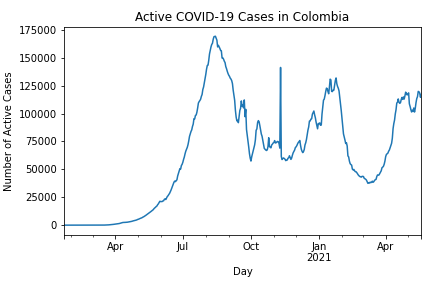 Active COVID-19 Cases in Colombia
Number of Active Cases
175000
150000
125000
100000
75000
50000
25000
0
Apr
Jul
Oct
Jan
2021
Apr
Day